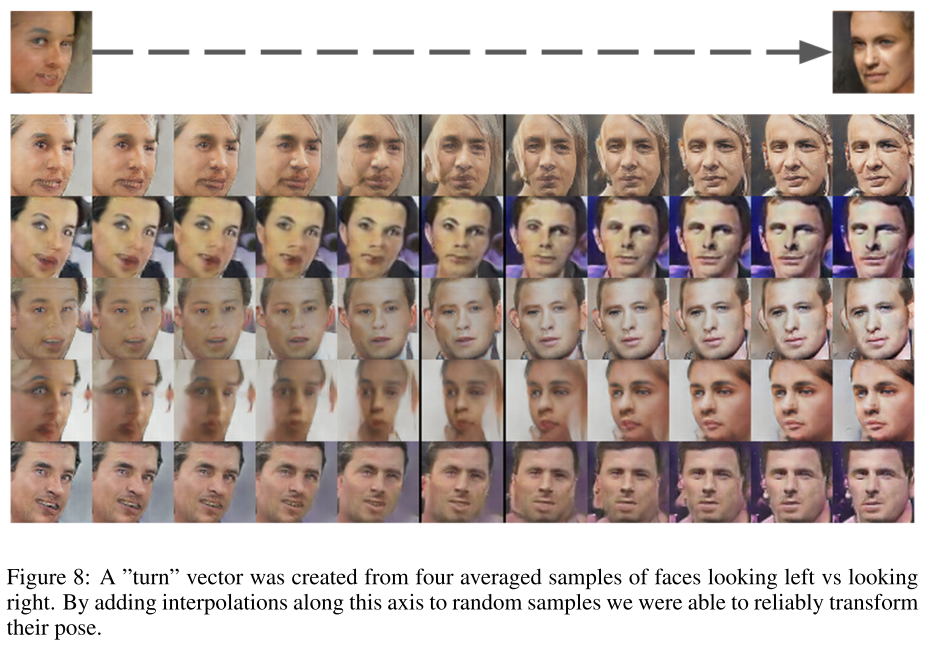 Figure 8: A ”turn” vector was created from four averaged samples of faces looking left vs looking
right. By adding interpolations along this axis to random samples we were able to reliably transform
their pose.